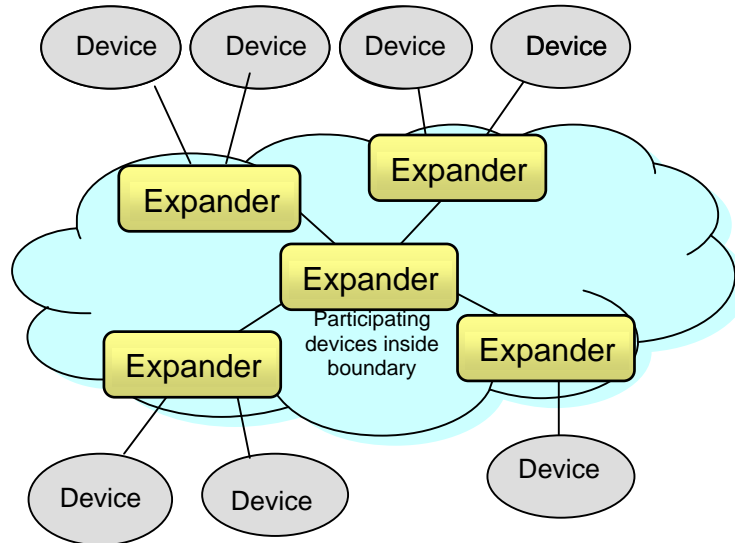 Device
Device
Device
Device
Expander
Expander
Expander
Participating
devices inside
boundary
Expander
Expander
Device
Device
Device